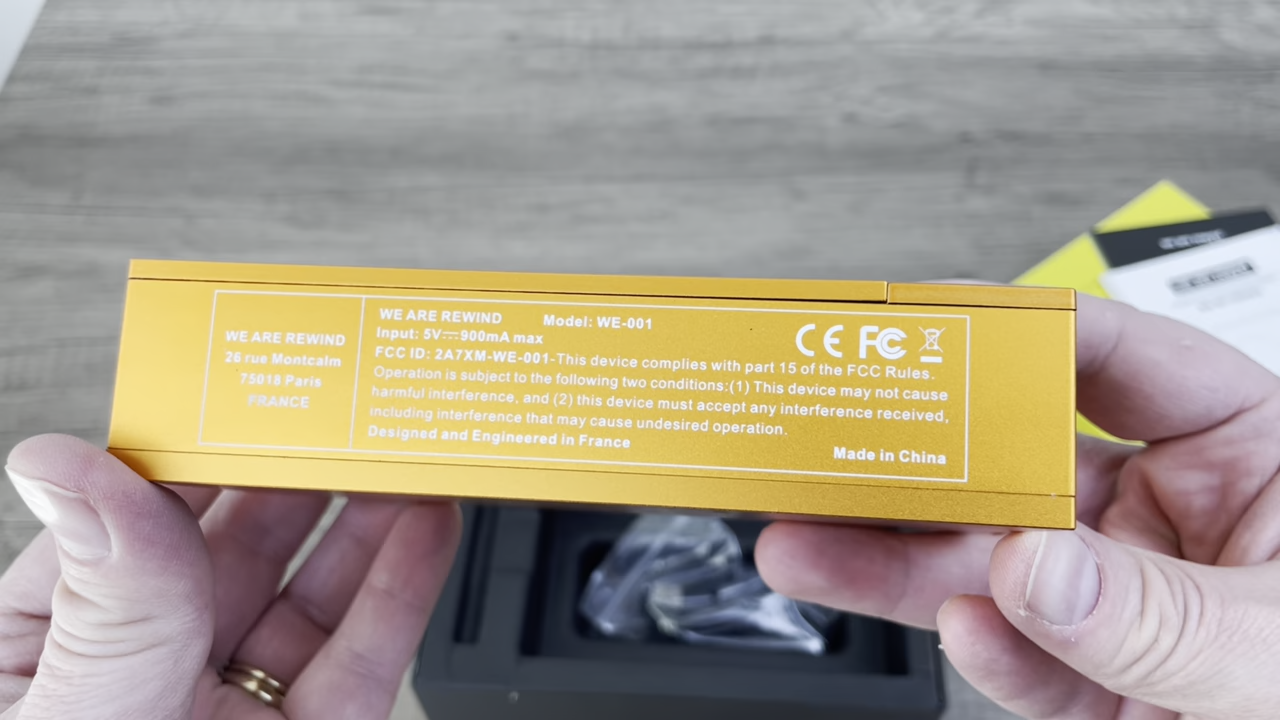 WE ARE REWIND
26 rue Montcalm
75018 Paris
FRANCE
WE ARE REWIND Model: WE-001
Input: 5V⎓900mA max
FCC ID: 2A7XM-WE-001-This device complies with part 15 of the FCC Rules.
Operation is subject to the following two conditions:(1) This device may not cause
harmful interference, and (2) this device must accept any interference received,
including interference that may cause undesired operation.
Designed and Engineered in France
Made in China
CE FC